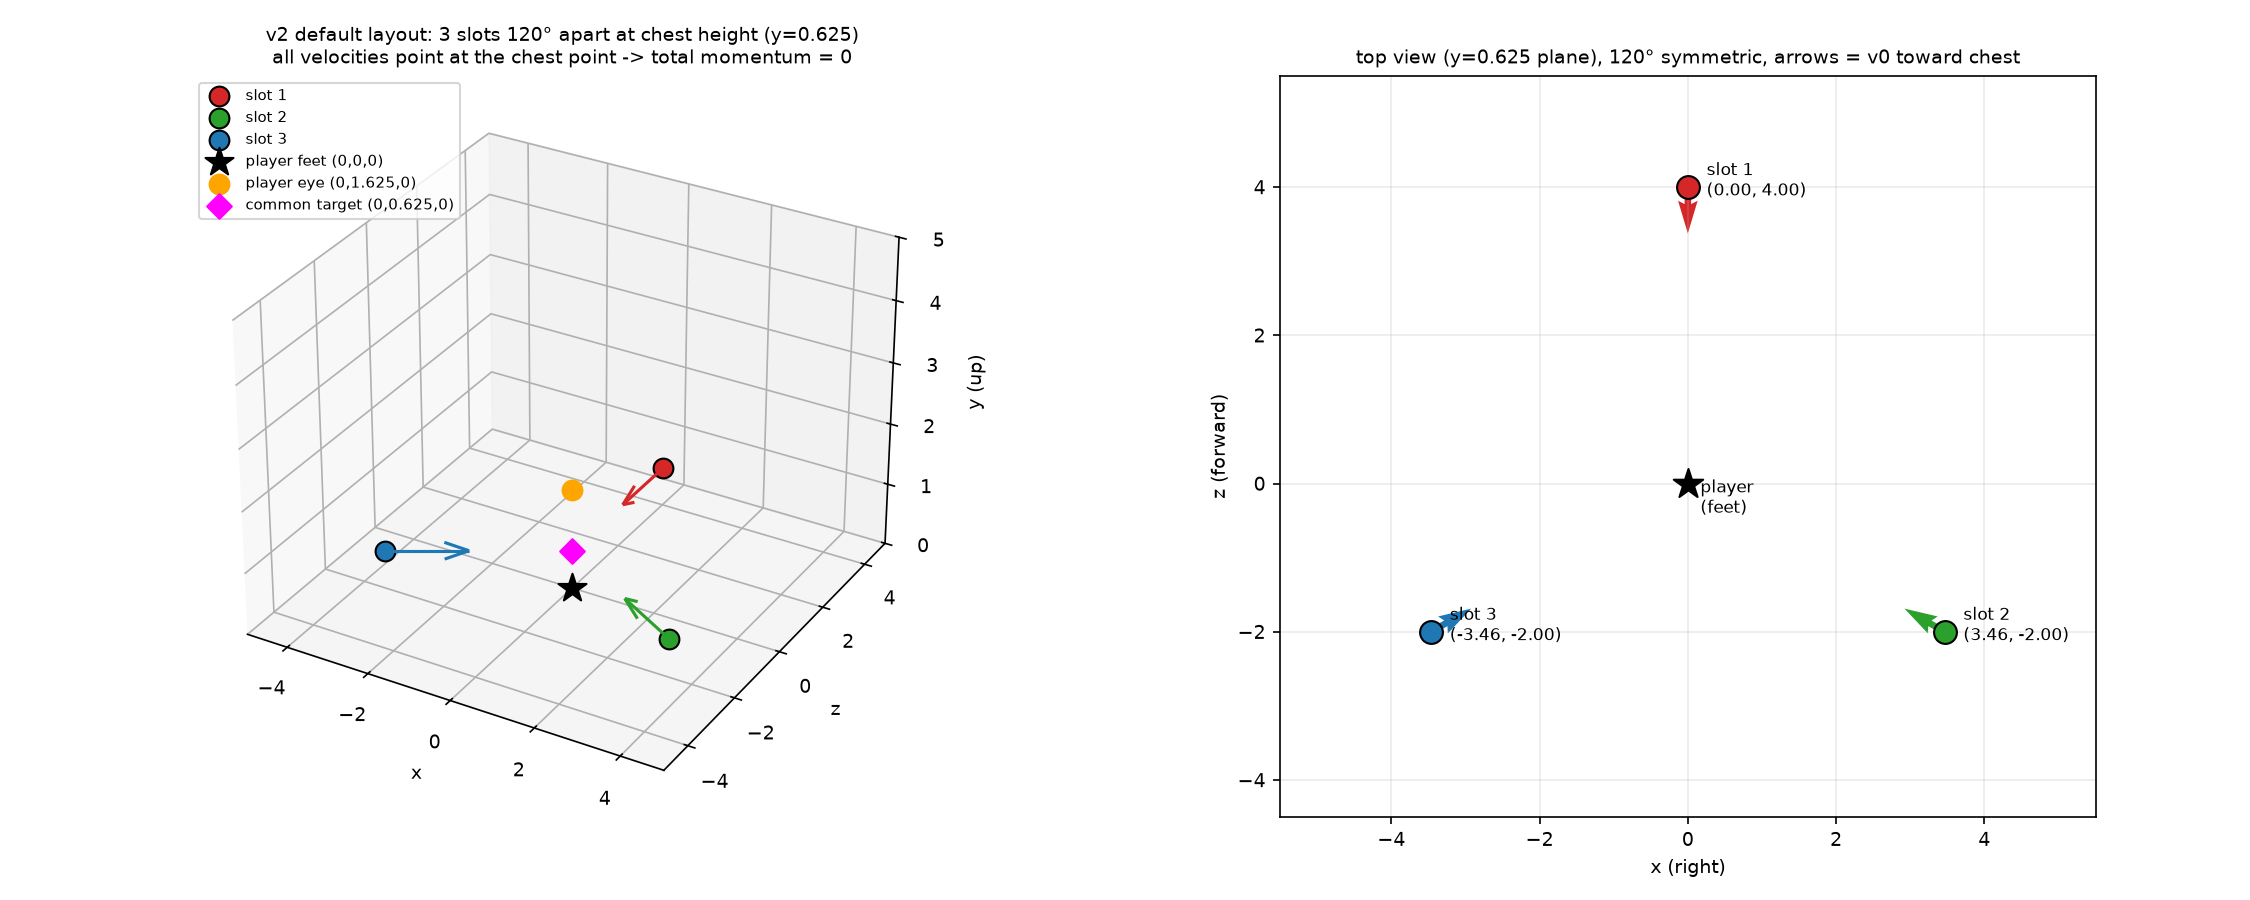 v2 default layout: 3 slots 120° apart at chest height (y=0.625)
all velocities point at the chest point -> total momentum = 0
slot 1
slot 2
slot 3
player feet (0,0,0)
player eye (0,1.625,0)
common target (0,0.625,0)
5
4
3
2
1
0
y (up)
4
2
0
−2
−4
z
−4
−2
0
2
4
x
top view (y=0.625 plane), 120° symmetric, arrows = v0 toward chest
slot 1
(0.00, 4.00)
player
(feet)
slot 3
(-3.46, -2.00)
slot 2
(3.46, -2.00)
4
2
0
−2
−4
z (forward)
−4
−2
0
2
4
x (right)